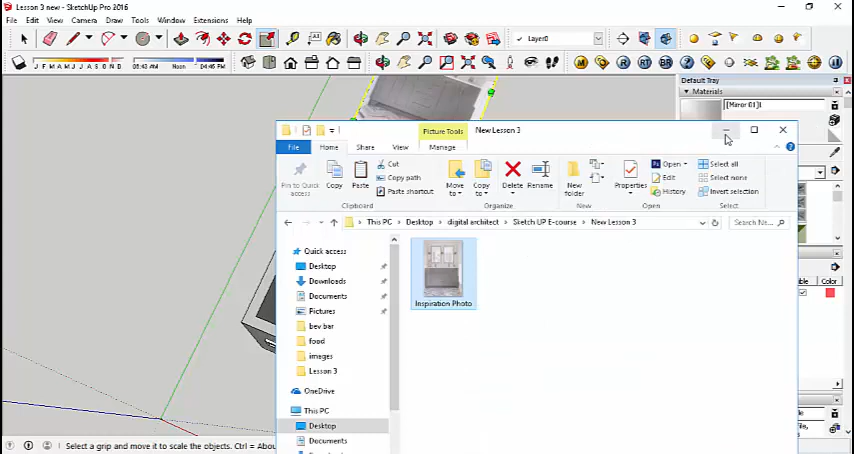 Lesson 3 new - SketchUp Pro 2016
File Edit View Camera Draw Tools Window Extensions Help
Layer0
J F M A M J J A S O N D
06:43 AM Noon 04:46 PM
Default Tray
Materials
[Mirror 01]1
Picture Tools
New Lesson 3
File Home Share View Manage
Pin to Quick access
Copy
Paste
Cut
Copy path
Paste shortcut
Clipboard
Move to
Copy to
Delete
Rename
Organize
New folder
New
Properties
Open
Edit
History
Open
Select all
Select none
Invert selection
Select
This PC > Desktop > digital architect > Sketch UP E-course > New Lesson 3
Search Ne...
Quick access
Desktop
Downloads
Documents
Pictures
bev bar
food
images
Lesson 3
OneDrive
This PC
Desktop
Documents
Inspiration Photo
ible Color
Select a grip and move it to scale the objects. Ctrl = Abou